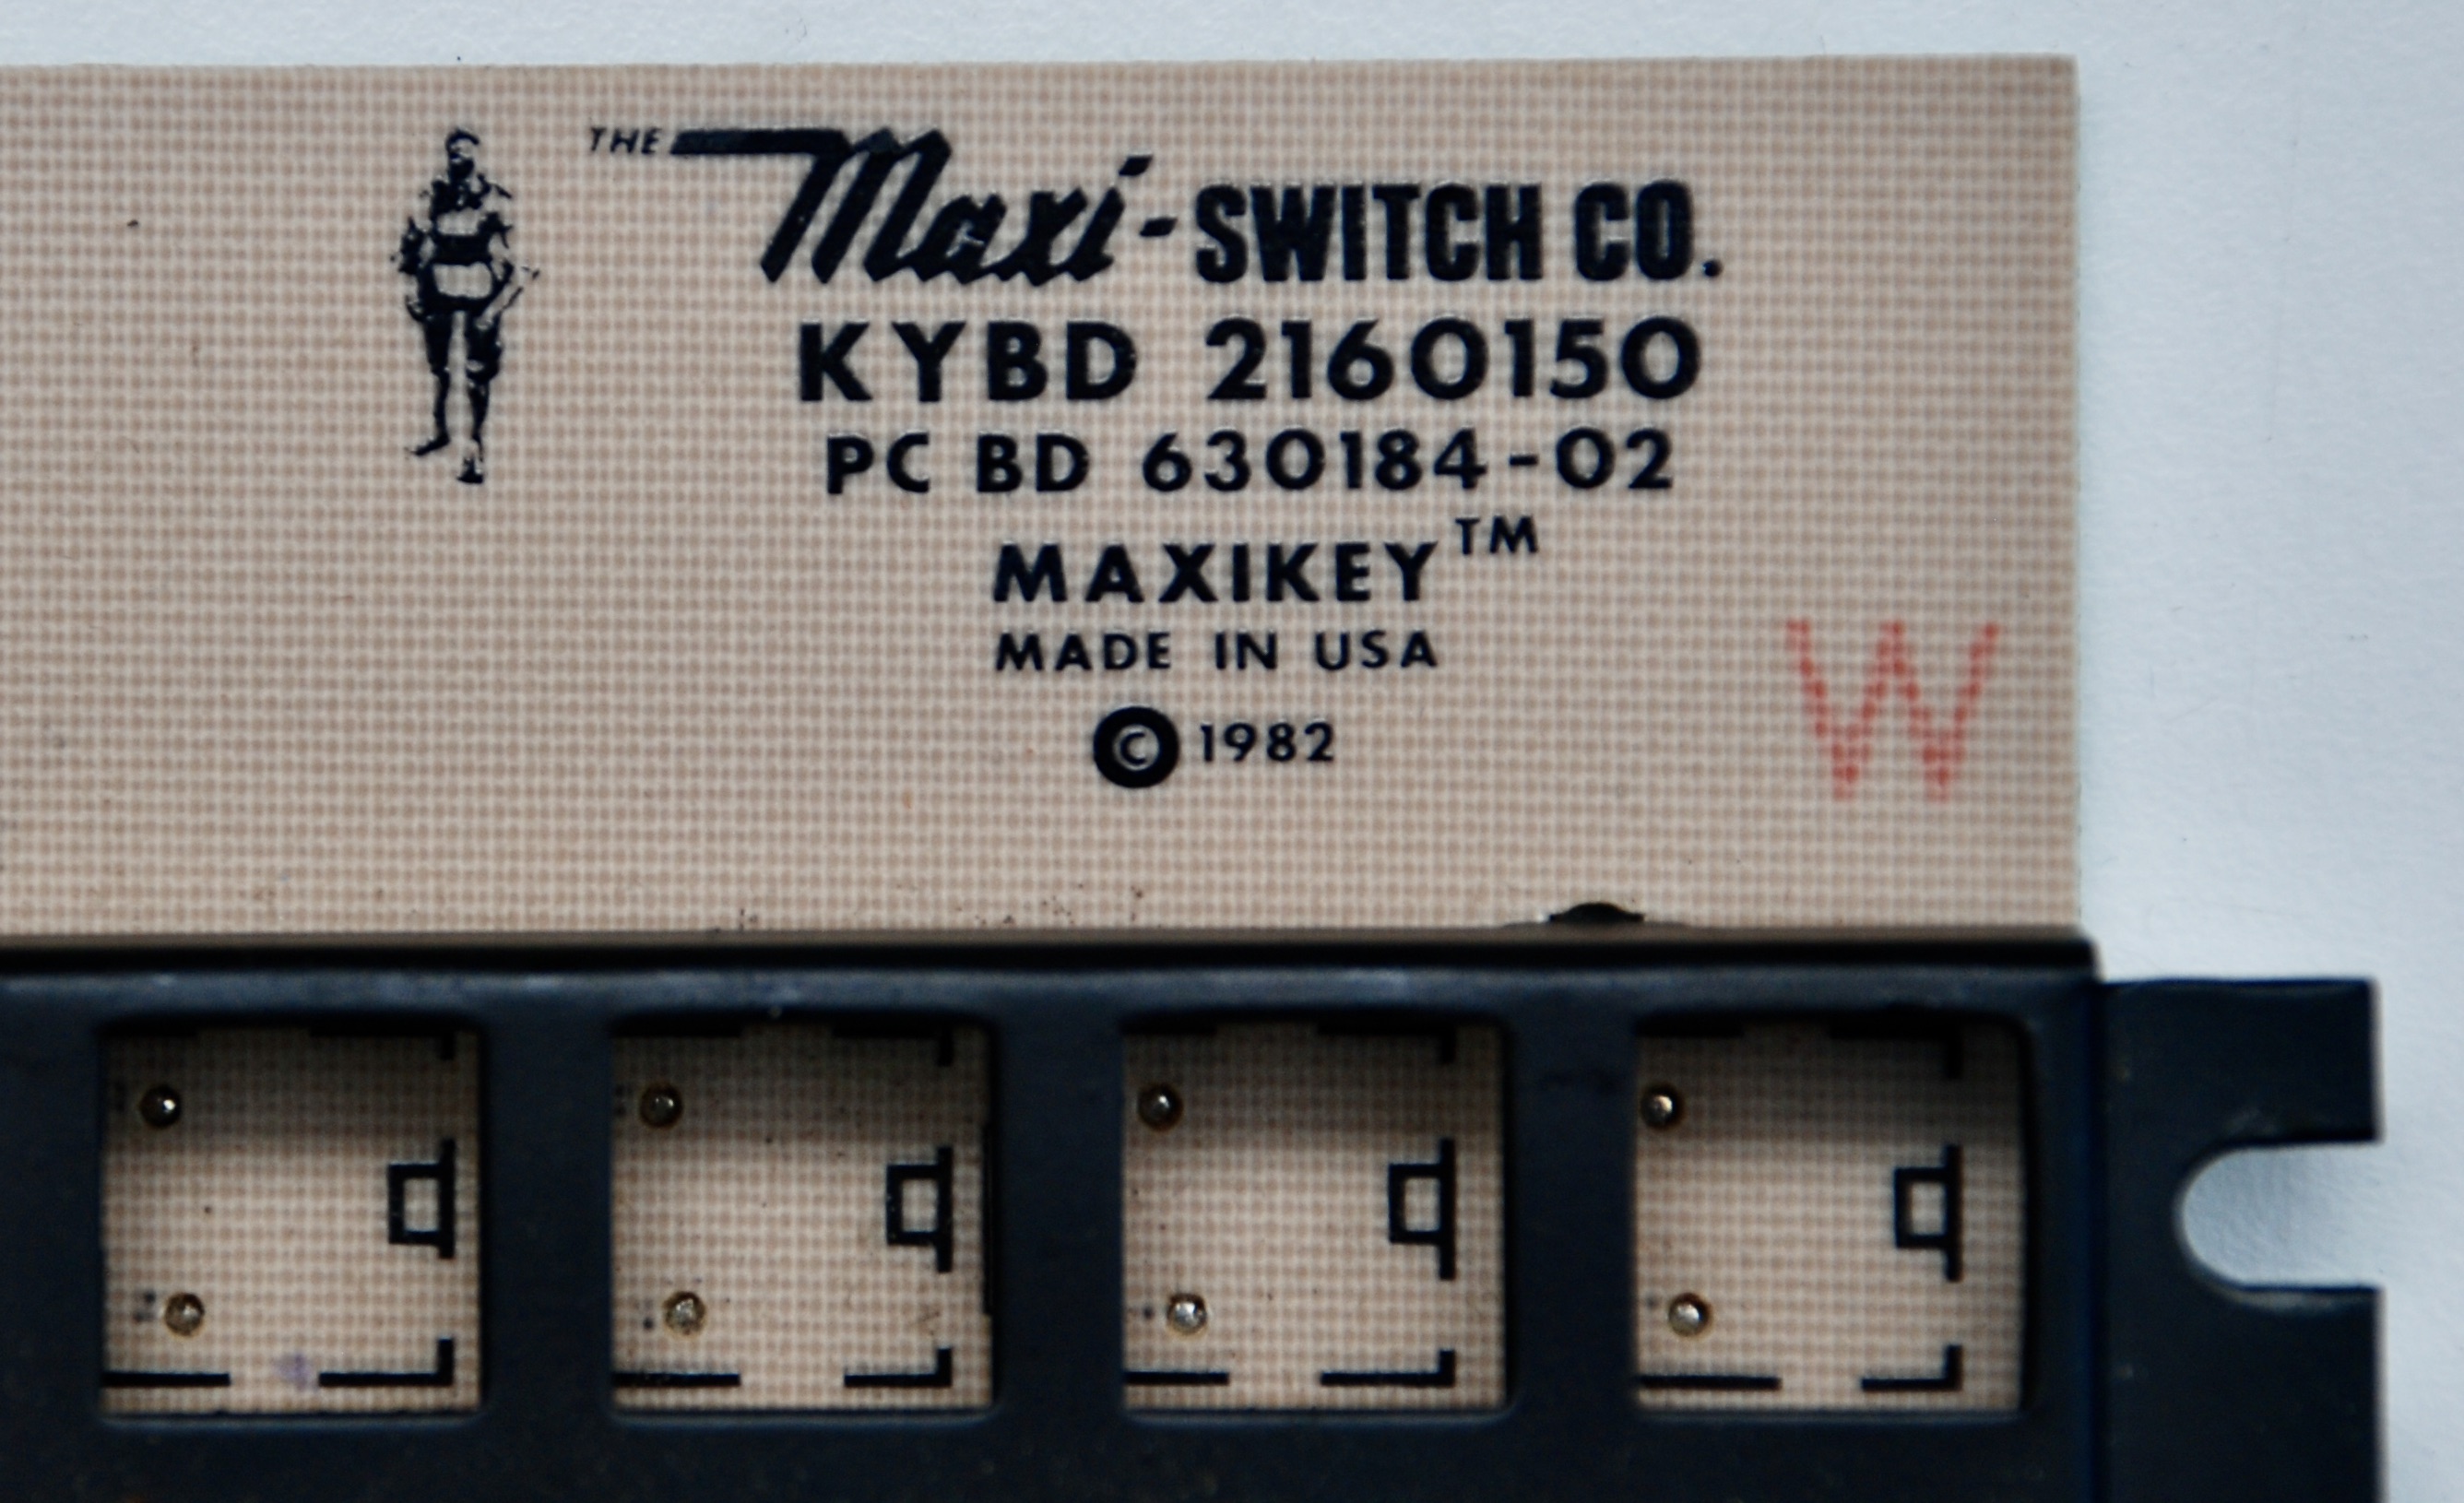 THE Maxi-SWITCH CO.
KYBD 2160150
PC BD 630184-02
MAXIKEY™
MADE IN USA
© 1982
W